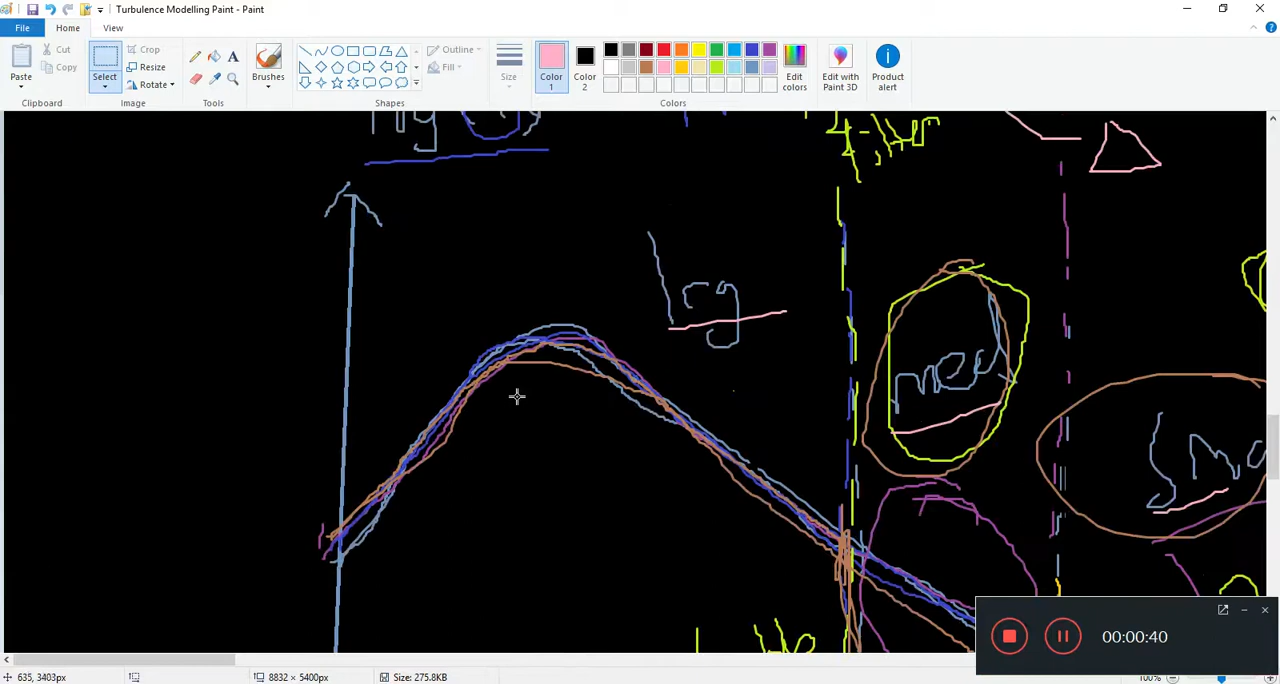 Turbulence Modelling Paint - Paint
File Home View
Paste
Cut
Copy
Clipboard
Select
Crop
Resize
Rotate
Image
Tools
Brushes
Shapes
Outline
Fill
Size
Color 1
Color 2
Colors
Edit colors
Edit with Paint 3D
Product alert
Lrg
med
00:00:40
635, 3403px
8832 × 5400px
Size: 275.8KB
100%